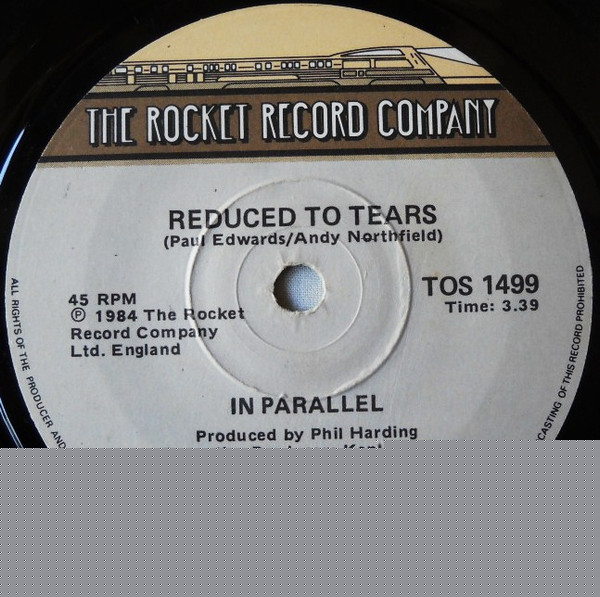 THE ROCKET RECORD COMPANY
REDUCED TO TEARS
(Paul Edwards/Andy Northfield)
45 RPM
℗ 1984 The Rocket
Record Company
Ltd. England
TOS 1499
Time: 3.39
IN PARALLEL
Produced by Phil Harding
ALL RIGHTS OF THE PRODUCER AND
CASTING OF THIS RECORD PROHIBITED